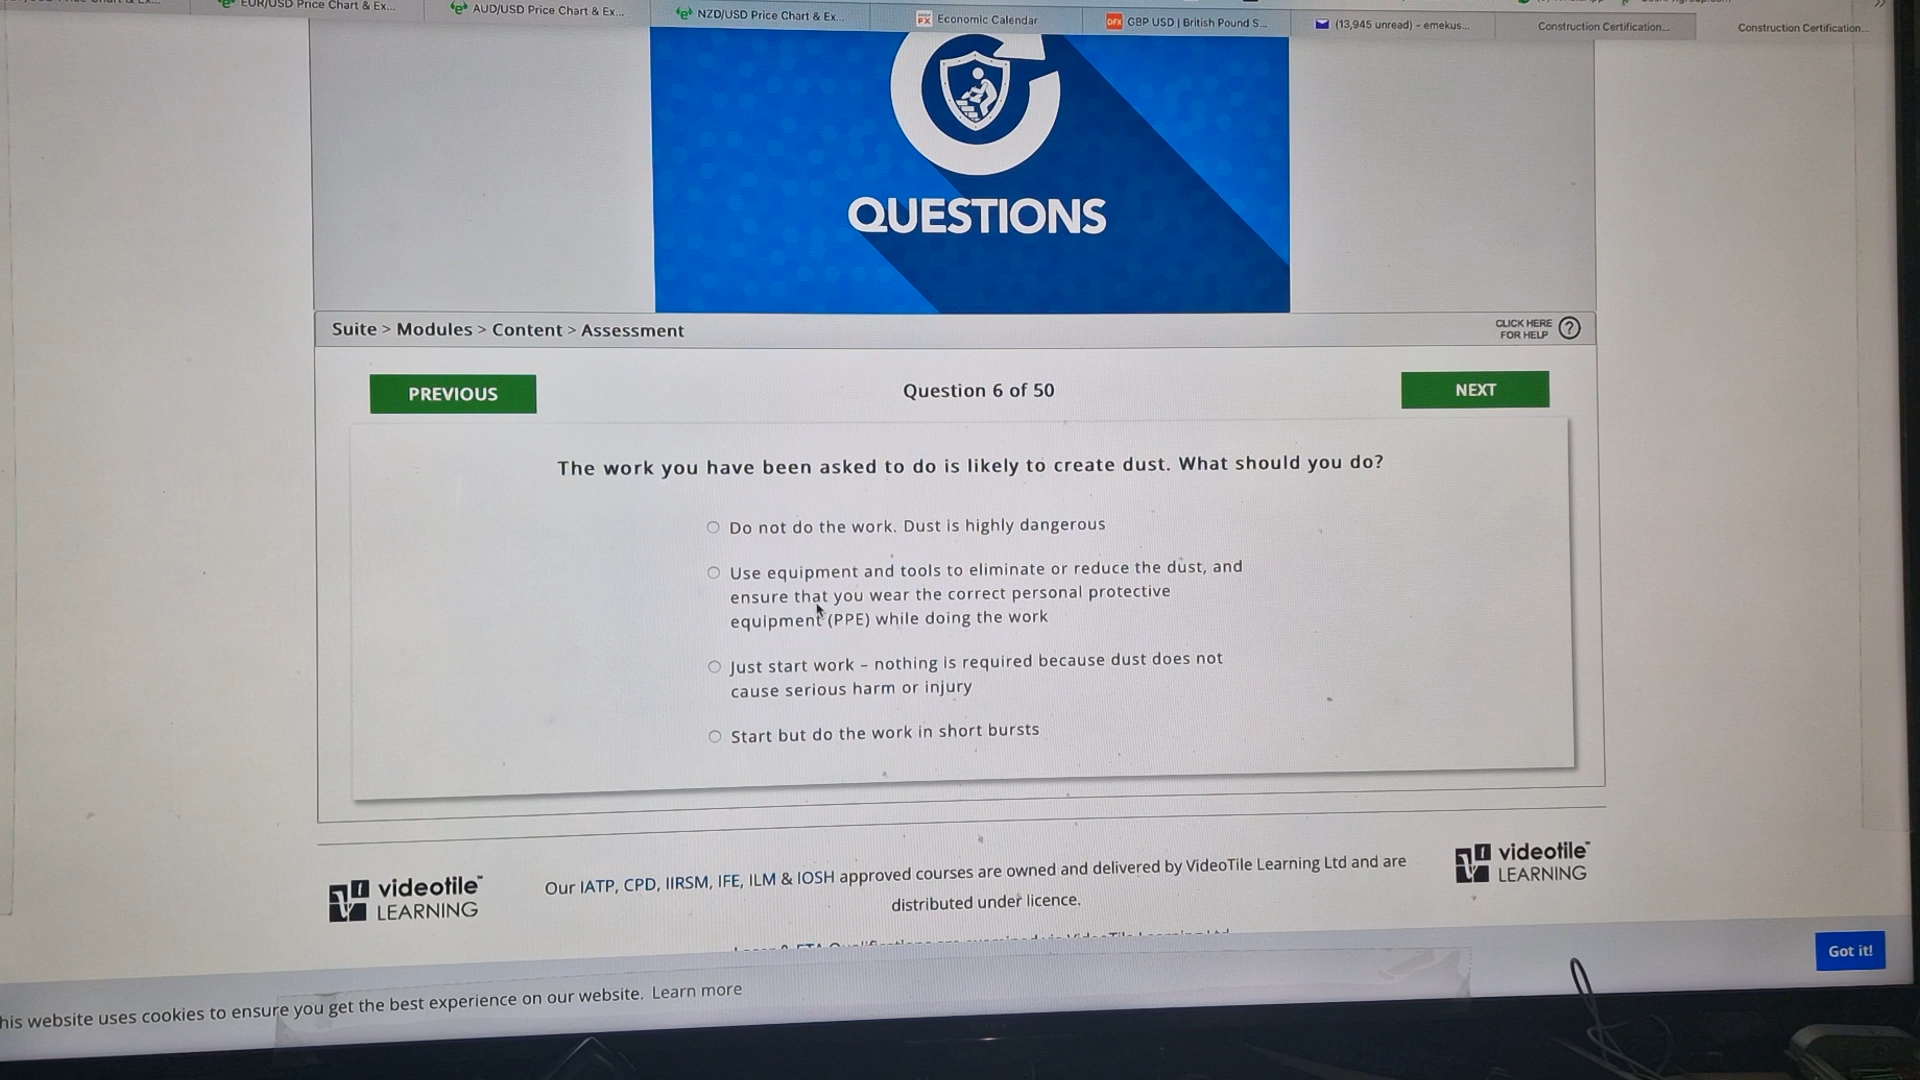 EUR/USD Price Chart & Ex...
AUD/USD Price Chart & Ex...
NZD/USD Price Chart & Ex...
Economic Calendar
GBP USD | British Pound S...
(13,945 unread) - emekus...
Construction Certification...
Construction Certification...
QUESTIONS
Suite > Modules > Content > Assessment
CLICK HERE
FOR HELP
?
PREVIOUS
Question 6 of 50
NEXT
The work you have been asked to do is likely to create dust. What should you do?
Do not do the work. Dust is highly dangerous
Use equipment and tools to eliminate or reduce the dust, and
ensure that you wear the correct personal protective
equipment (PPE) while doing the work
Just start work – nothing is required because dust does not
cause serious harm or injury
Start but do the work in short bursts
videotile™
LEARNING
Our IATP, CPD, IIRSM, IFE, ILM & IOSH approved courses are owned and delivered by VideoTile Learning Ltd and are
distributed under licence.
videotile™
LEARNING
Got it!
his website uses cookies to ensure you get the best experience on our website. Learn more